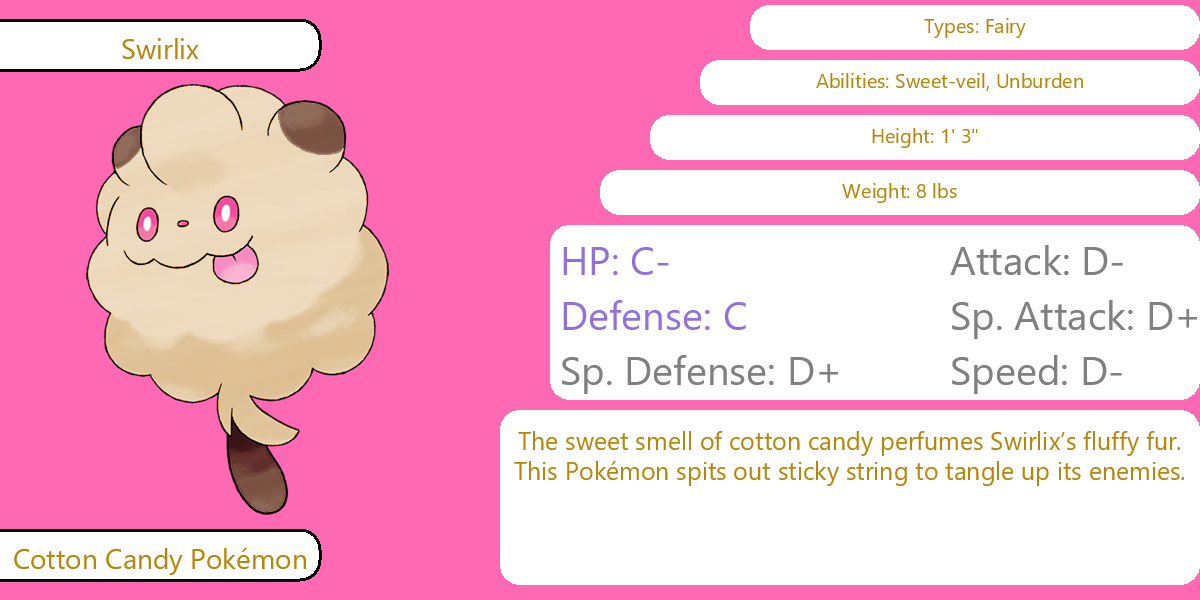 Swirlix
Types: Fairy
Abilities: Sweet-veil, Unburden
Height: 1' 3"
Weight: 8 lbs
HP: C-
Attack: D-
Defense: C
Sp. Attack: D+
Sp. Defense: D+
Speed: D-
The sweet smell of cotton candy perfumes Swirlix’s fluffy fur.
This Pokémon spits out sticky string to tangle up its enemies.
Cotton Candy Pokémon